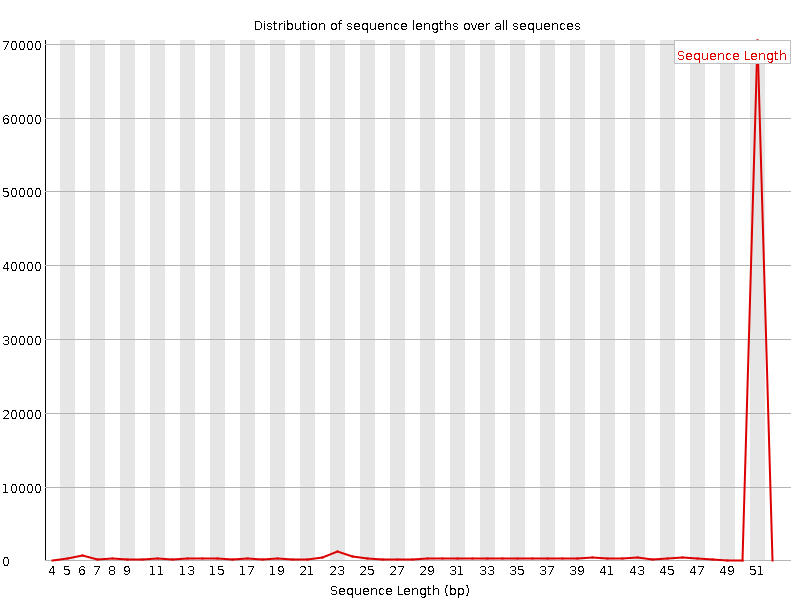 Distribution of sequence lengths over all sequences
70000
Sequence Length
60000
50000
40000
30000
20000
10000
0
4 5 6 7 8 9 11 13 15 17 19 21 23 25 27 29 31 33 35 37 39 41 43 45 47 49 51
Sequence Length (bp)